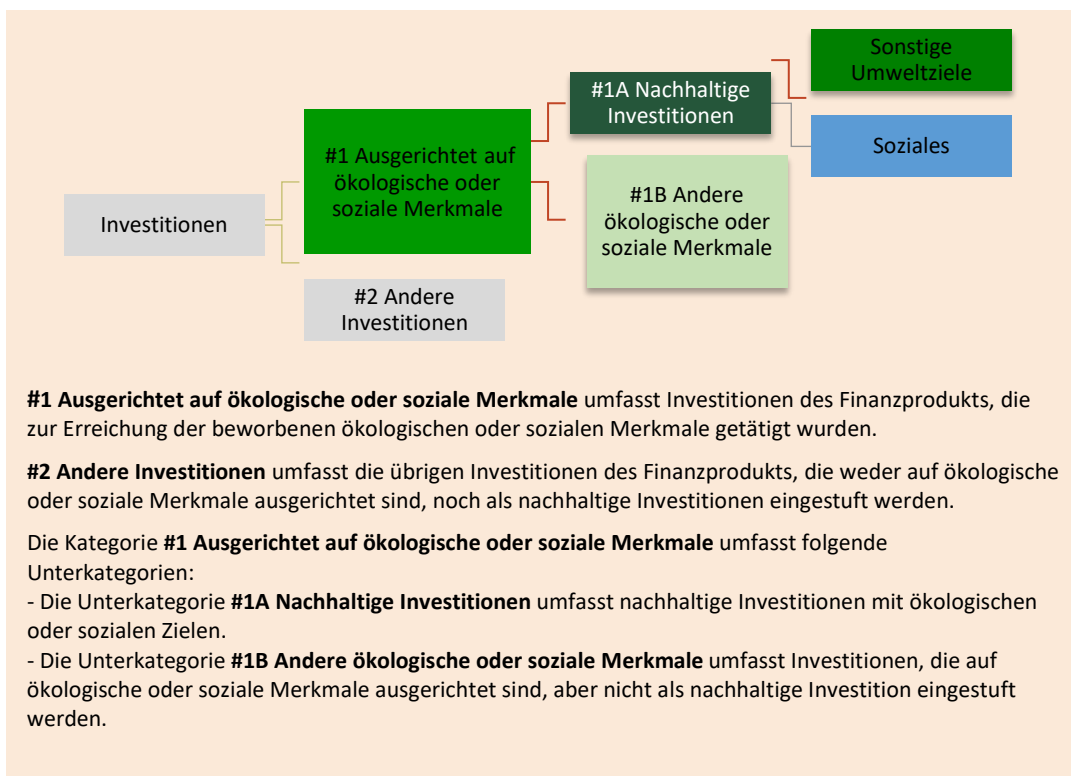 Sonstige
Umweltziele
#1A Nachhaltige
Investitionen
#1 Ausgerichtet auf
ökologische oder
soziale Merkmale
Soziales
#1B Andere
ökologische oder
soziale Merkmale
Investitionen
#2 Andere
Investitionen
#1 Ausgerichtet auf ökologische oder soziale Merkmale umfasst Investitionen des Finanzprodukts, die
zur Erreichung der beworbenen ökologischen oder sozialen Merkmale getätigt wurden.
#2 Andere Investitionen umfasst die übrigen Investitionen des Finanzprodukts, die weder auf ökologische
oder soziale Merkmale ausgerichtet sind, noch als nachhaltige Investitionen eingestuft werden.
Die Kategorie #1 Ausgerichtet auf ökologische oder soziale Merkmale umfasst folgende
Unterkategorien:
- Die Unterkategorie #1A Nachhaltige Investitionen umfasst nachhaltige Investitionen mit ökologischen
oder sozialen Zielen.
- Die Unterkategorie #1B Andere ökologische oder soziale Merkmale umfasst Investitionen, die auf
ökologische oder soziale Merkmale ausgerichtet sind, aber nicht als nachhaltige Investition eingestuft
werden.